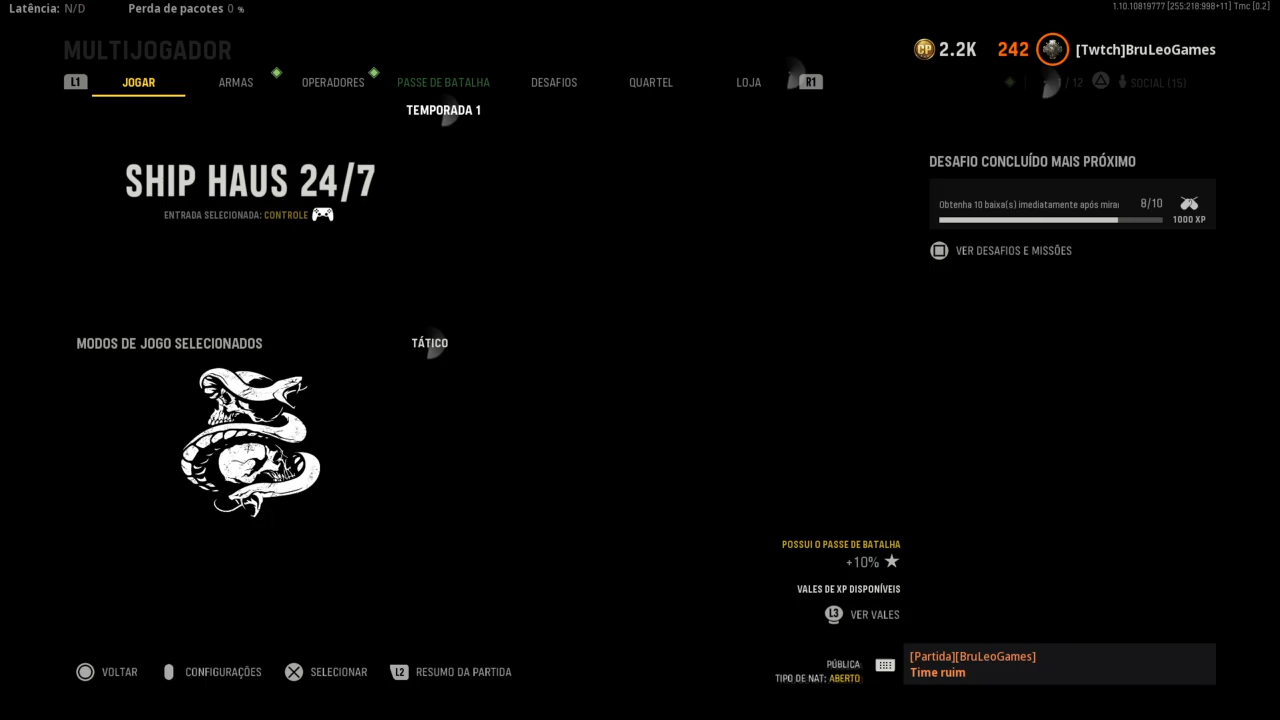 Latência: N/D Perda de pacotes 0 %
1.10.10819777 [255:218:998+11] Tmc [0.2]
MULTIJOGADOR
CP 2.2K 242 [Twtch]BruLeoGames
L1 JOGAR ARMAS OPERADORES PASSE DE BATALHA DESAFIOS QUARTEL LOJA R1
/ 12 SOCIAL (15)
TEMPORADA 1
SHIP HAUS 24/7
ENTRADA SELECIONADA: CONTROLE
DESAFIO CONCLUÍDO MAIS PRÓXIMO
Obtenha 10 baixa(s) imediatamente após mirar 8/10
1000 XP
VER DESAFIOS E MISSÕES
MODOS DE JOGO SELECIONADOS
TÁTICO
POSSUI O PASSE DE BATALHA
+10%
VALES DE XP DISPONÍVEIS
L3 VER VALES
VOLTAR CONFIGURAÇÕES SELECIONAR L2 RESUMO DA PARTIDA
PÚBLICA
TIPO DE NAT: ABERTO
[Partida][BruLeoGames]
Time ruim